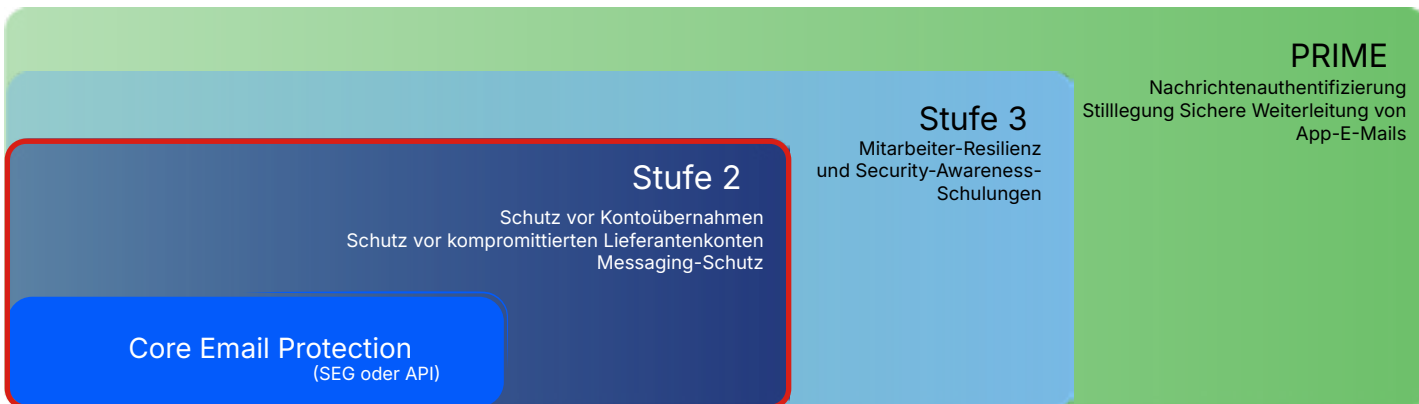 PRIME
Nachrichtenauthentifizierung
Stilllegung Sichere Weiterleitung von
App-E-Mails
Stufe 3
Mitarbeiter-Resilienz
und Security-Awareness-
Schulungen
Stufe 2
Schutz vor Kontoübernahmen
Schutz vor kompromittierten Lieferantenkonten
Messaging-Schutz
Core Email Protection
(SEG oder API)